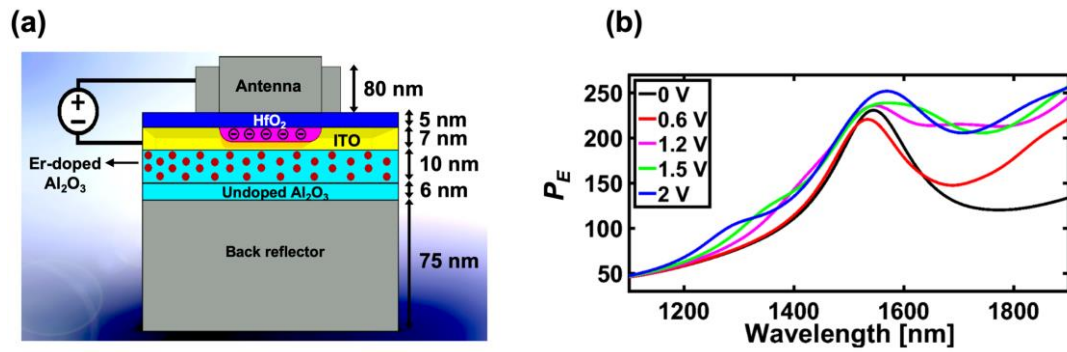 (a)
Antenna
80 nm
HfO₂
5 nm
ITO
7 nm
Er-doped
Al₂O₃
10 nm
Undoped Al₂O₃
6 nm
Back reflector
75 nm
+
−
− − − − −
(b)
P_E
250
200
150
100
50
0 V
0.6 V
1.2 V
1.5 V
2 V
1200 1400 1600 1800
Wavelength [nm]